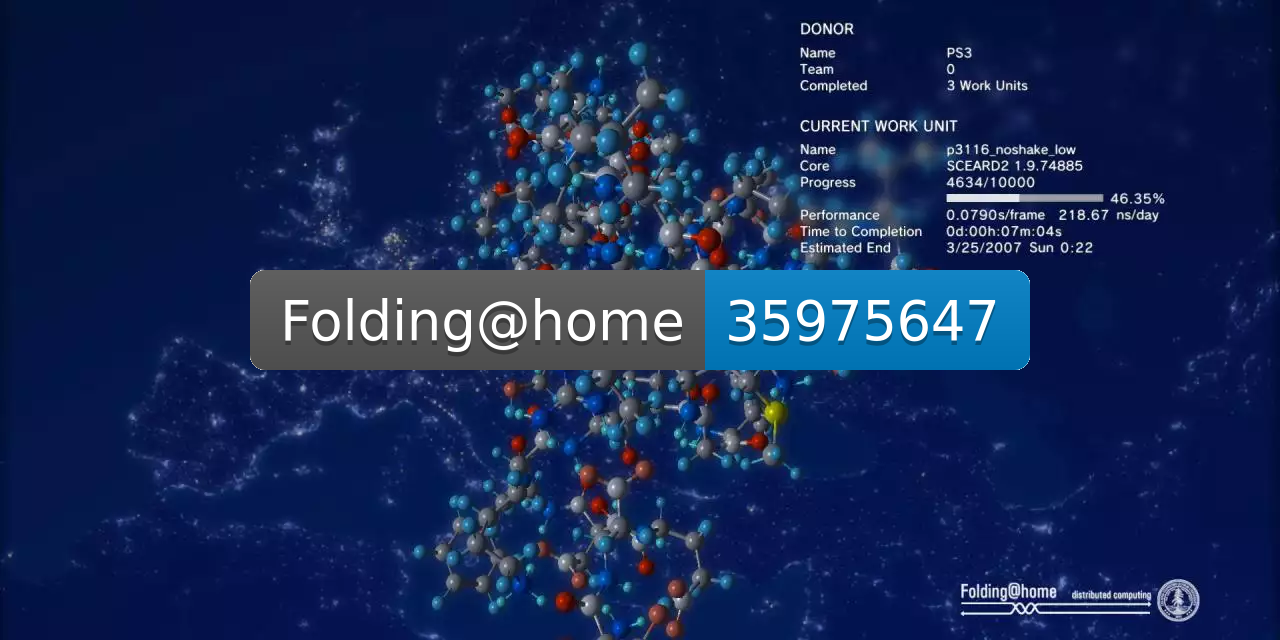 DONOR
Name PS3
Team 0
Completed 3 Work Units
CURRENT WORK UNIT
Name p3116_noshake_low
Core SCEARD2 1.9.74885
Progress 4634/10000
46.35%
Performance 0.0790s/frame 218.67 ns/day
Time to Completion 0d:00h:07m:04s
Estimated End 3/25/2007 Sun 0:22
Folding@home 35975647
Folding@home distributed computing